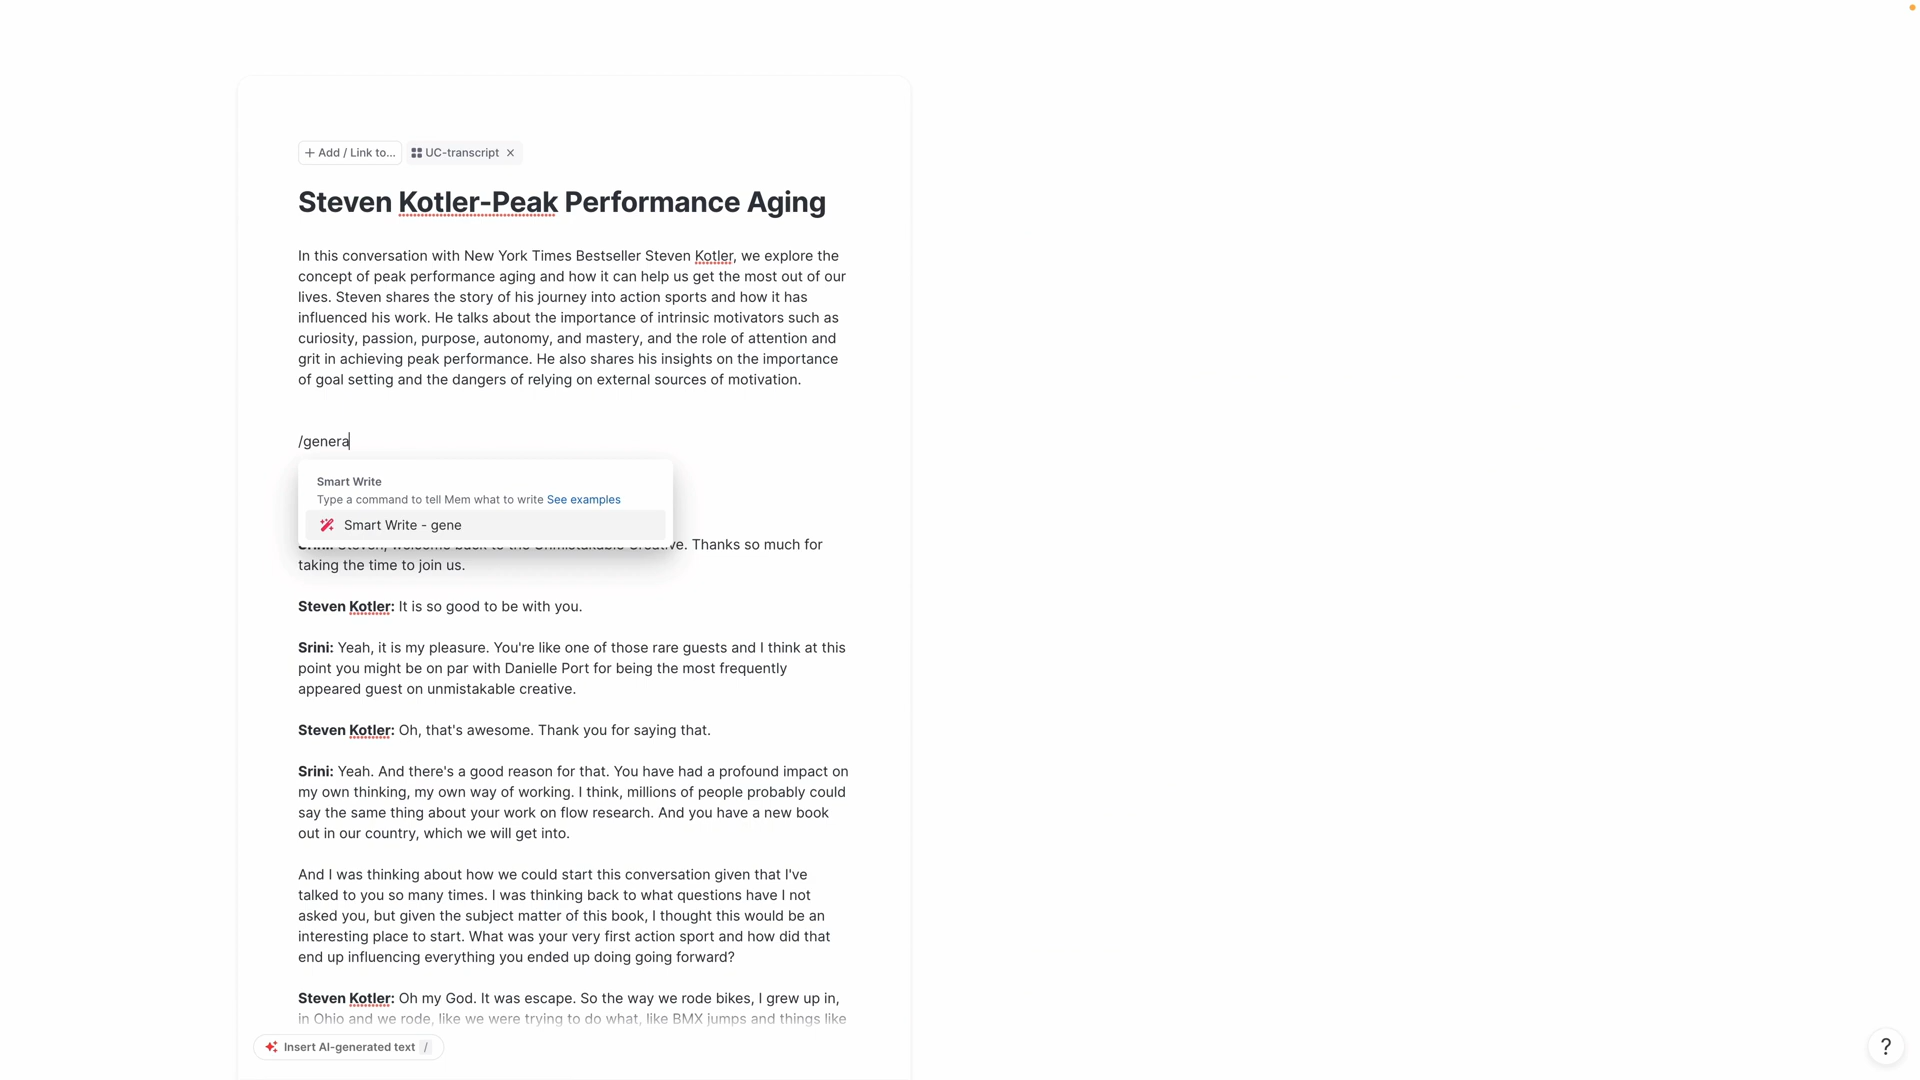 + Add / Link to... UC-transcript ×
Steven Kotler-Peak Performance Aging
In this conversation with New York Times Bestseller Steven Kotler, we explore the
concept of peak performance aging and how it can help us get the most out of our
lives. Steven shares the story of his journey into action sports and how it has
influenced his work. He talks about the importance of intrinsic motivators such as
curiosity, passion, purpose, autonomy, and mastery, and the role of attention and
grit in achieving peak performance. He also shares his insights on the importance
of goal setting and the dangers of relying on external sources of motivation.
/genera
Smart Write
Type a command to tell Mem what to write See examples
Smart Write - gene
Srini: Steven, welcome back to the Unmistakable Creative. Thanks so much for
taking the time to join us.
Steven Kotler: It is so good to be with you.
Srini: Yeah, it is my pleasure. You're like one of those rare guests and I think at this
point you might be on par with Danielle Port for being the most frequently
appeared guest on unmistakable creative.
Steven Kotler: Oh, that's awesome. Thank you for saying that.
Srini: Yeah. And there's a good reason for that. You have had a profound impact on
my own thinking, my own way of working. I think, millions of people probably could
say the same thing about your work on flow research. And you have a new book
out in our country, which we will get into.
And I was thinking about how we could start this conversation given that I've
talked to you so many times. I was thinking back to what questions have I not
asked you, but given the subject matter of this book, I thought this would be an
interesting place to start. What was your very first action sport and how did that
end up influencing everything you ended up doing going forward?
Steven Kotler: Oh my God. It was escape. So the way we rode bikes, I grew up in,
in Ohio and we rode, like we were trying to do what, like BMX jumps and things like
Insert AI-generated text /
?